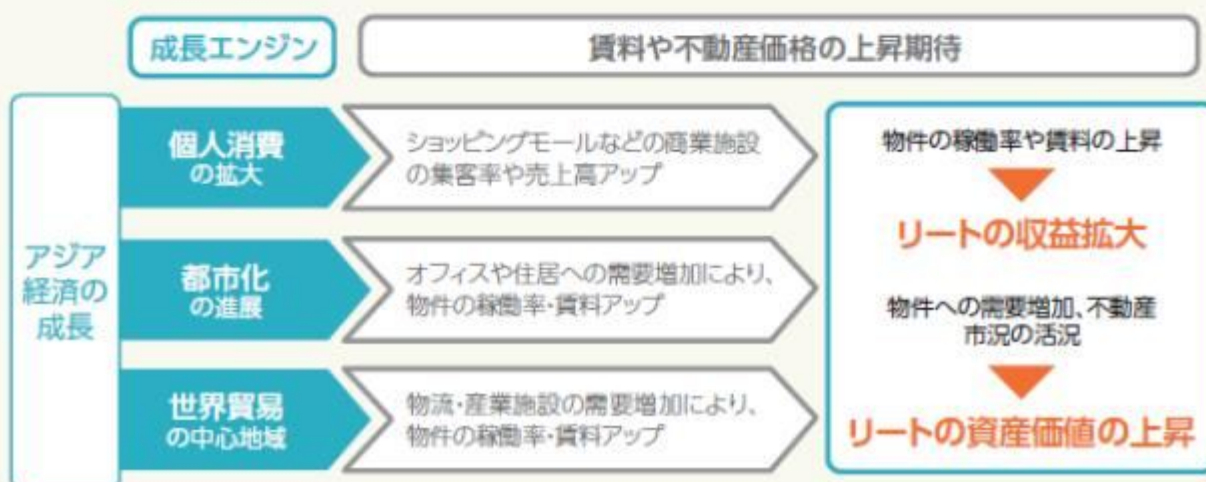 成長エンジン
賃料や不動産価格の上昇期待
アジア
経済の
成長
個人消費
の拡大
ショッピングモールなどの商業施設
の集客率や売上高アップ
都市化
の進展
オフィスや住居への需要増加により、
物件の稼働率・賃料アップ
世界貿易
の中心地域
物流・産業施設の需要増加により、
物件の稼働率・賃料アップ
物件の稼働率や賃料の上昇
リートの収益拡大
物件への需要増加、不動産
市況の活況
リートの資産価値の上昇